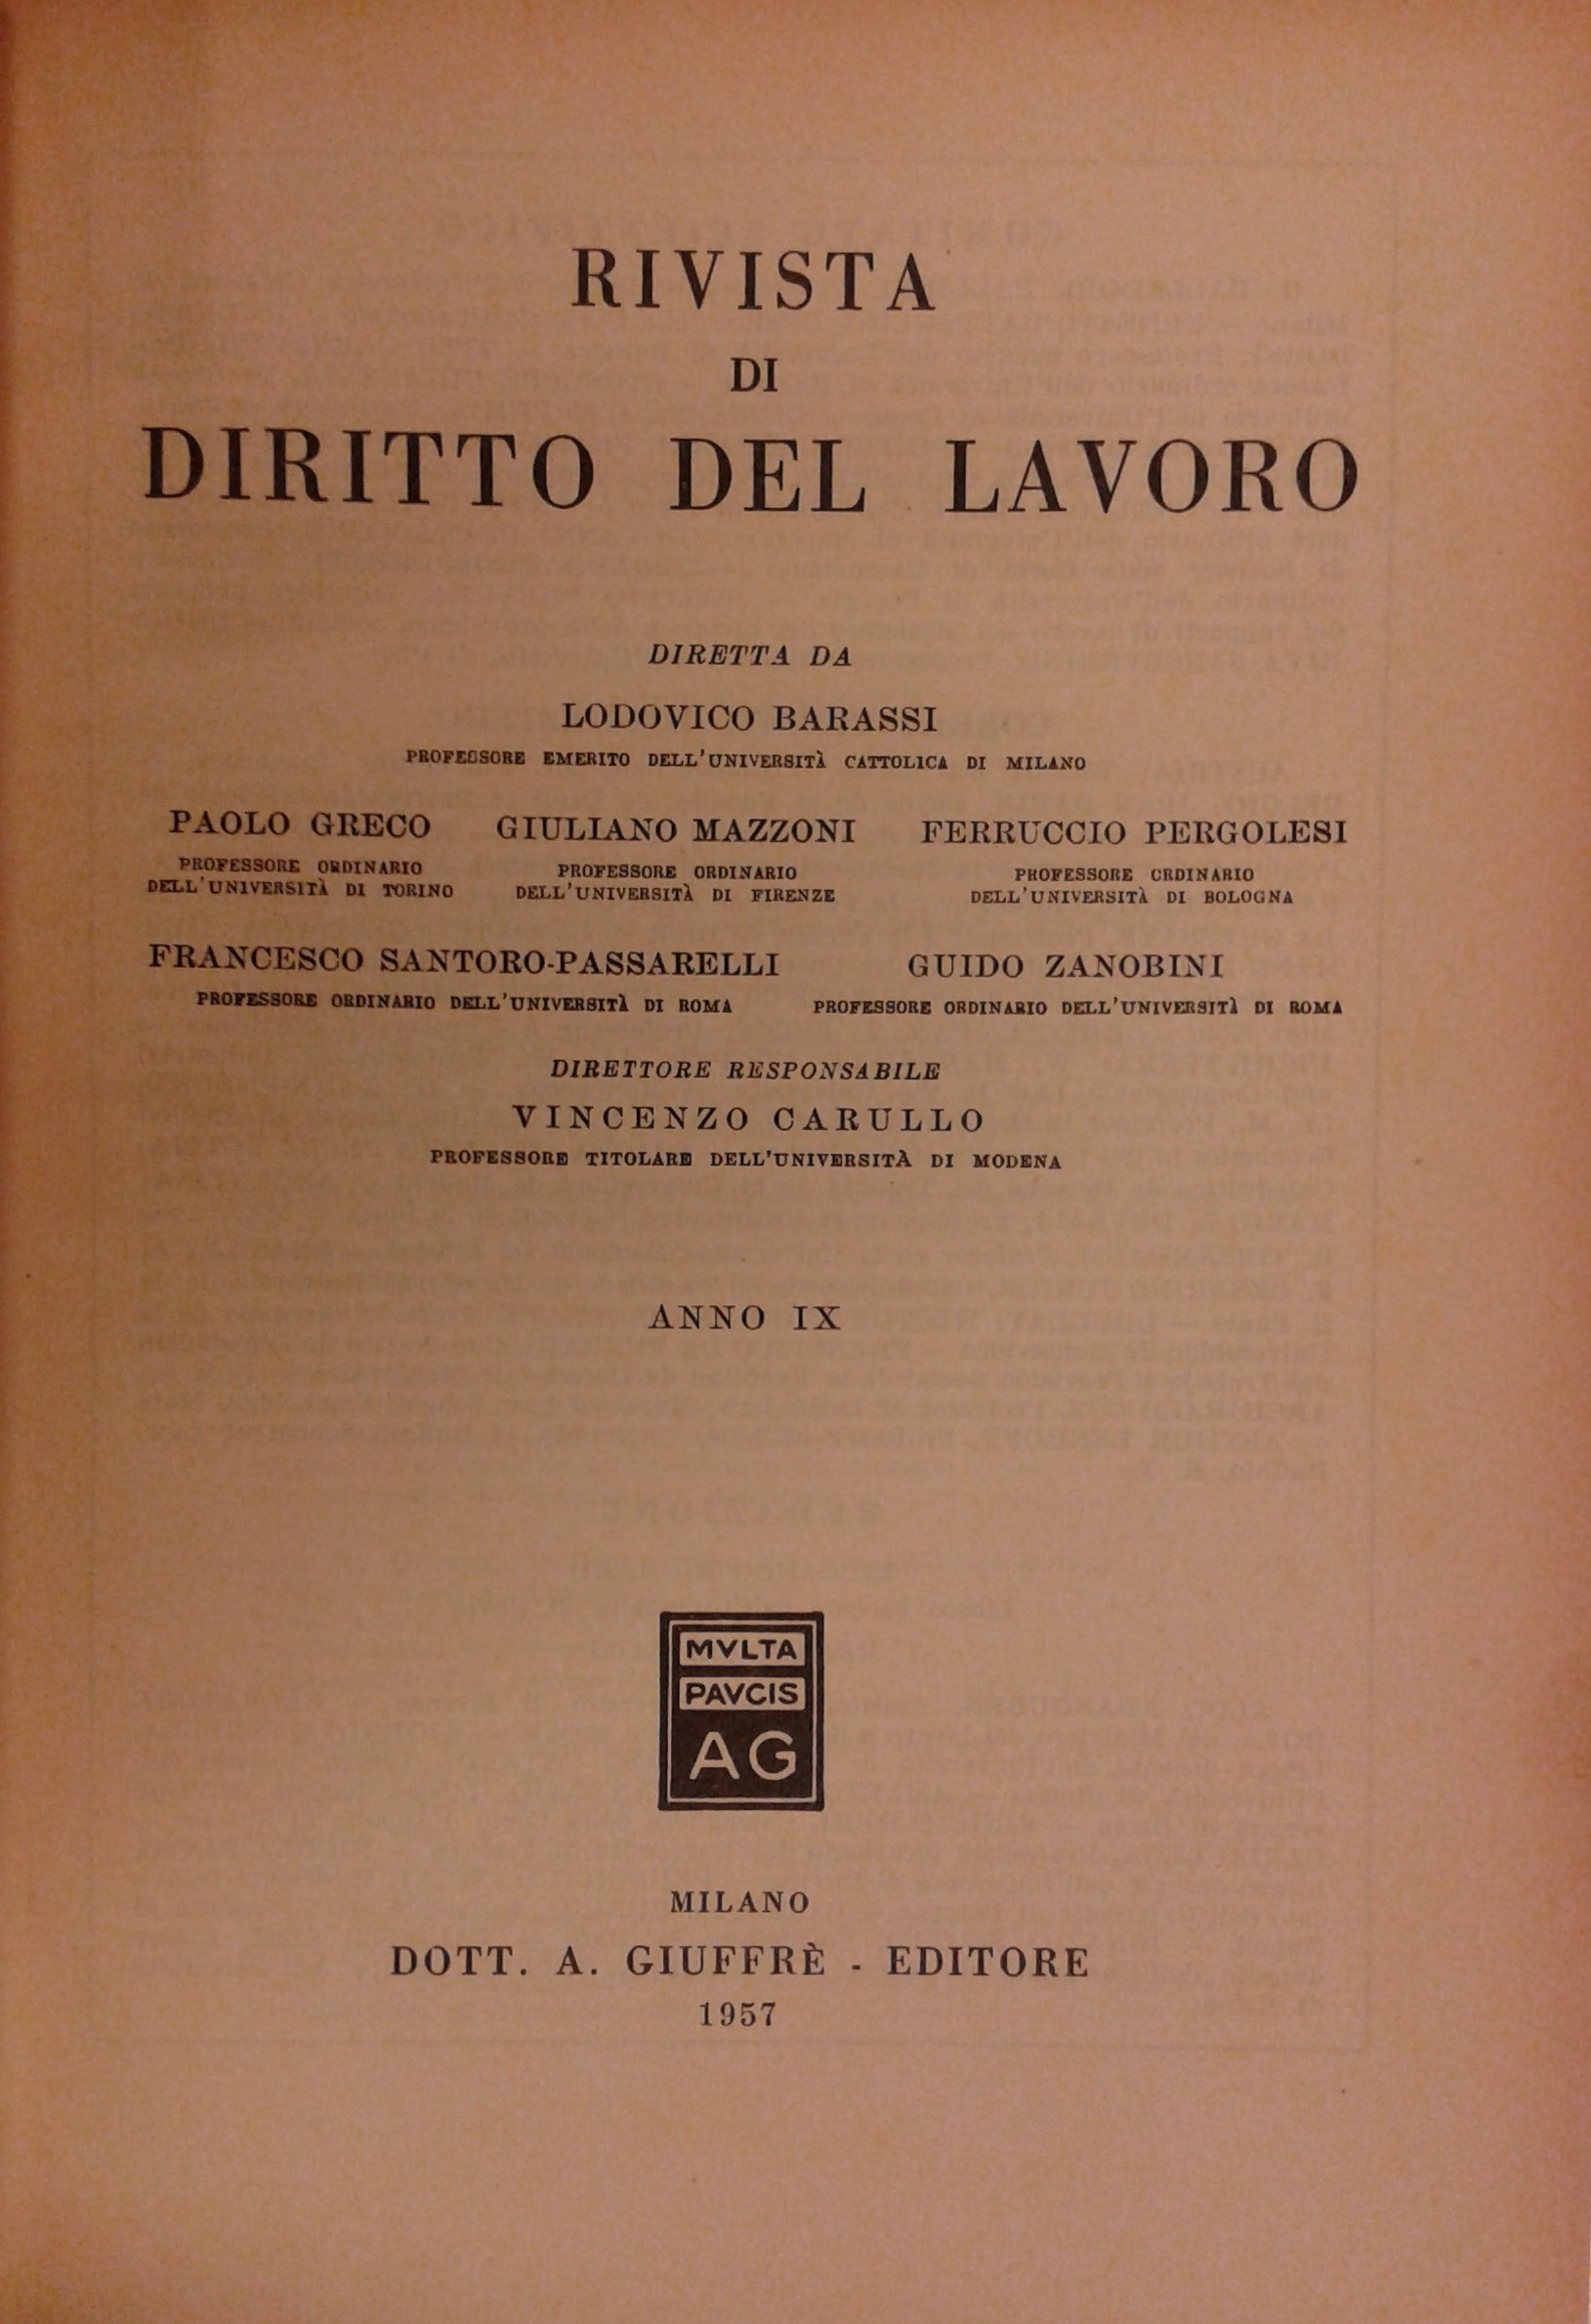 RIVISTA
DI
DIRITTO DEL LAVORO
DIRETTA DA
LODOVICO BARASSI
PROFESSORE EMERITO DELL'UNIVERSITÀ CATTOLICA DI MILANO
PAOLO GRECO GIULIANO MAZZONI FERRUCCIO PERGOLESI
PROFESSORE ORDINARIO PROFESSORE ORDINARIO PROFESSORE ORDINARIO
DELL'UNIVERSITÀ DI TORINO DELL'UNIVERSITÀ DI FIRENZE DELL'UNIVERSITÀ DI BOLOGNA
FRANCESCO SANTORO-PASSARELLI GUIDO ZANOBINI
PROFESSORE ORDINARIO DELL'UNIVERSITÀ DI ROMA PROFESSORE ORDINARIO DELL'UNIVERSITÀ DI ROMA
DIRETTORE RESPONSABILE
VINCENZO CARULLO
PROFESSORE TITOLARE DELL'UNIVERSITÀ DI MODENA
ANNO IX
MVLTA
PAVCIS
AG
MILANO
DOTT. A. GIUFFRÈ - EDITORE
1957